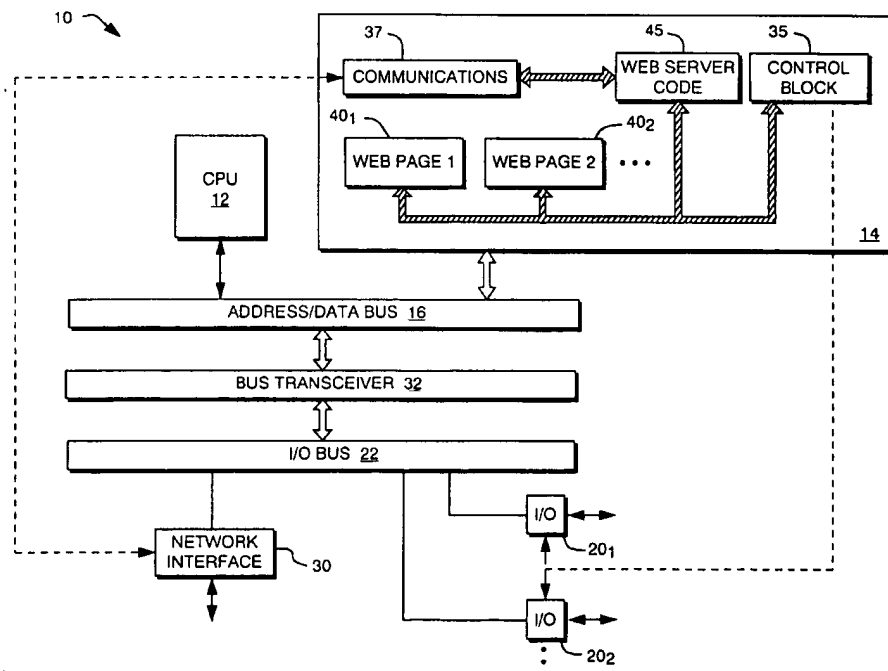 10
37
45
35
COMMUNICATIONS
WEB SERVER
CODE
CONTROL
BLOCK
40₁
40₂
WEB PAGE 1
WEB PAGE 2
• • •
CPU
12
14
ADDRESS/DATA BUS 16
BUS TRANSCEIVER 32
I/O BUS 22
NETWORK
INTERFACE
30
I/O
20₁
I/O
20₂